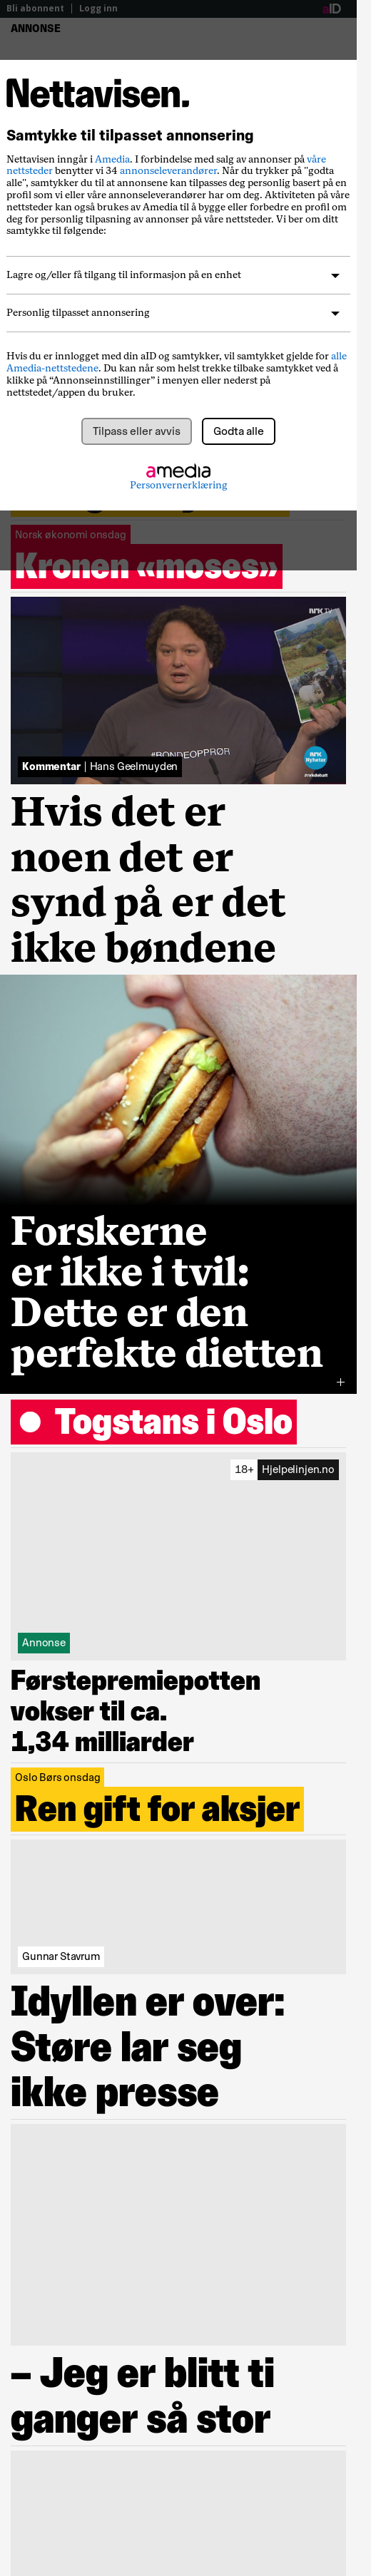 Bli abonnent | Logg inn
aID
ANNONSE
Nettavisen.
Samtykke til tilpasset annonsering
Nettavisen inngår i Amedia. I forbindelse med salg av annonser på våre
nettsteder benytter vi 34 annonseleverandører. Når du trykker på "godta
alle", samtykker du til at annonsene kan tilpasses deg personlig basert på en
profil som vi eller våre annonseleverandører har om deg. Aktiviteten på våre
nettsteder kan også brukes av Amedia til å bygge eller forbedre en profil om
deg for personlig tilpasning av annonser på våre nettsteder. Vi ber om ditt
samtykke til følgende:
Lagre og/eller få tilgang til informasjon på en enhet
Personlig tilpasset annonsering
Hvis du er innlogget med din aID og samtykker, vil samtykket gjelde for alle
Amedia-nettstedene. Du kan når som helst trekke tilbake samtykket ved å
klikke på “Annonseinnstillinger” i menyen eller nederst på
nettstedet/appen du bruker.
Tilpass eller avvis
Godta alle
amedia
Personvernerklæring
Norsk økonomi onsdag
Kronen «moses»
NRK TV
#BONDEOPPRØR
NRK
Nyheter
Kommentar | Hans Geelmuyden
Hvis det er
noen det er
synd på er det
ikke bøndene
Forskerne
er ikke i tvil:
Dette er den
perfekte dietten
Togstans i Oslo
18+ Hjelpelinjen.no
Annonse
Førstepremiepotten
vokser til ca.
1,34 milliarder
Oslo Børs onsdag
Ren gift for aksjer
Gunnar Stavrum
Idyllen er over:
Støre lar seg
ikke presse
– Jeg er blitt ti
ganger så stor